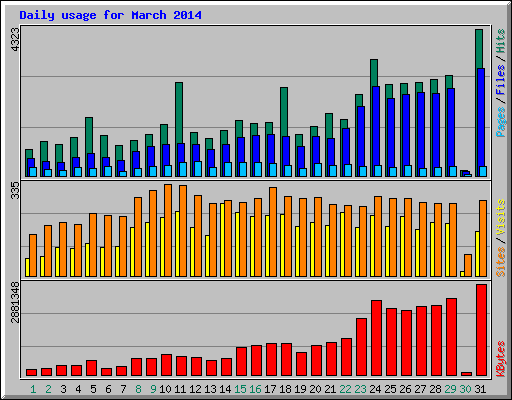 Daily usage for March 2014
4323
Pages / Files / Hits
335
Sites / Visits
2881348
KBytes
1 2 3 4 5 6 7 8 9 10 11 12 13 14 15 16 17 18 19 20 21 22 23 24 25 26 27 28 29 30 31